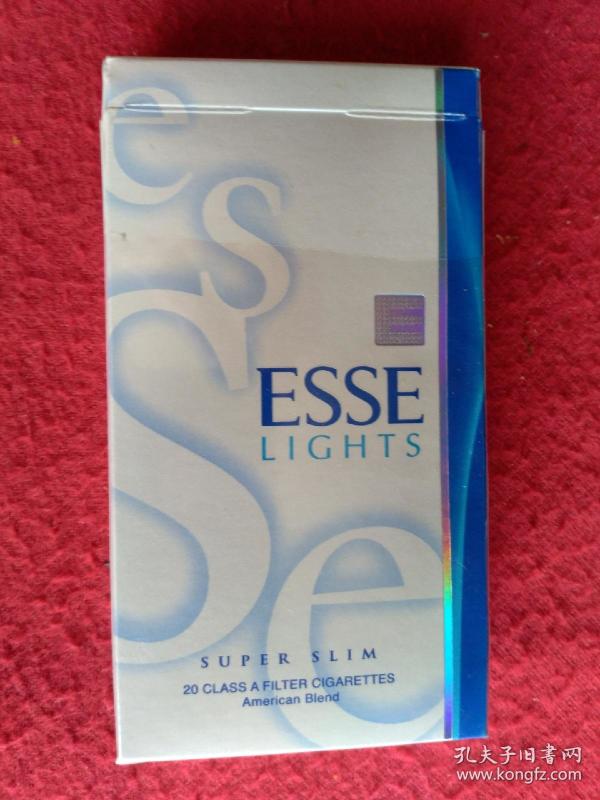 e
s
S
e
E
ESSE
LIGHTS
SUPER SLIM
20 CLASS A FILTER CIGARETTES
American Blend
孔夫子旧书网
www.kongfz.com